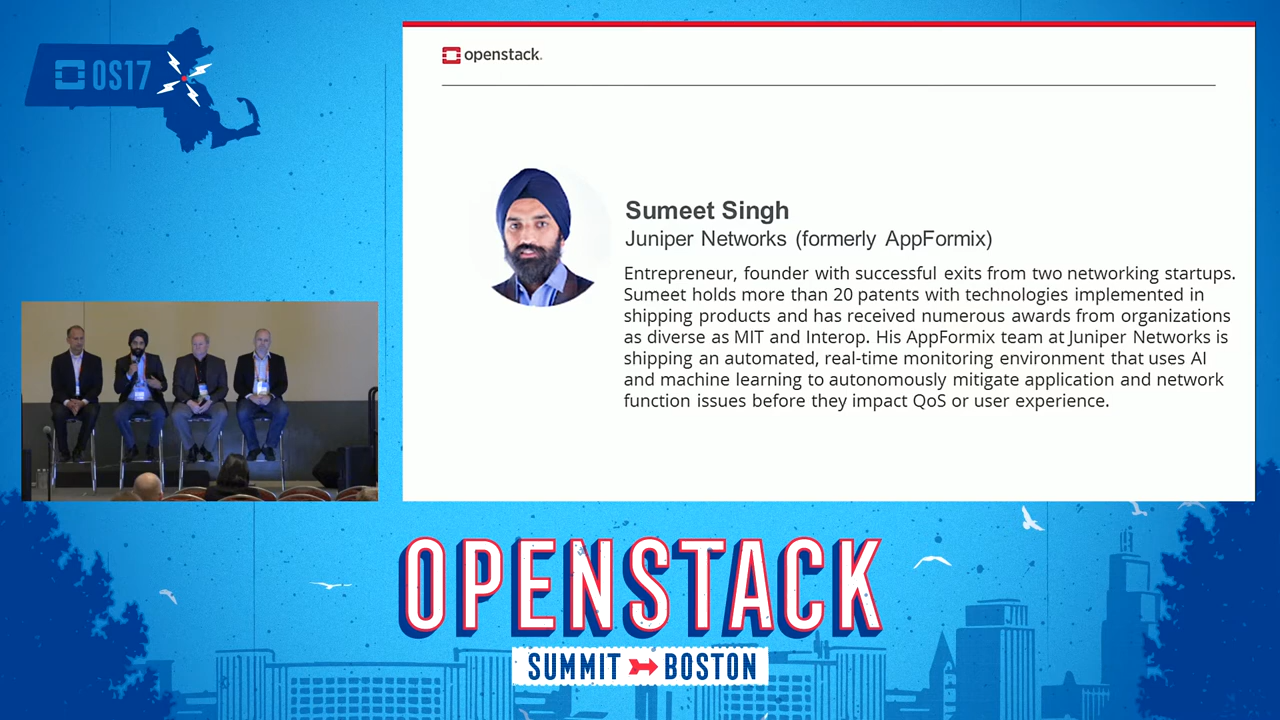 OS17
openstack.
Sumeet Singh
Juniper Networks (formerly AppFormix)
Entrepreneur, founder with successful exits from two networking startups.
Sumeet holds more than 20 patents with technologies implemented in
shipping products and has received numerous awards from organizations
as diverse as MIT and Interop. His AppFormix team at Juniper Networks is
shipping an automated, real-time monitoring environment that uses AI
and machine learning to autonomously mitigate application and network
function issues before they impact QoS or user experience.
OPENSTACK
SUMMIT BOSTON